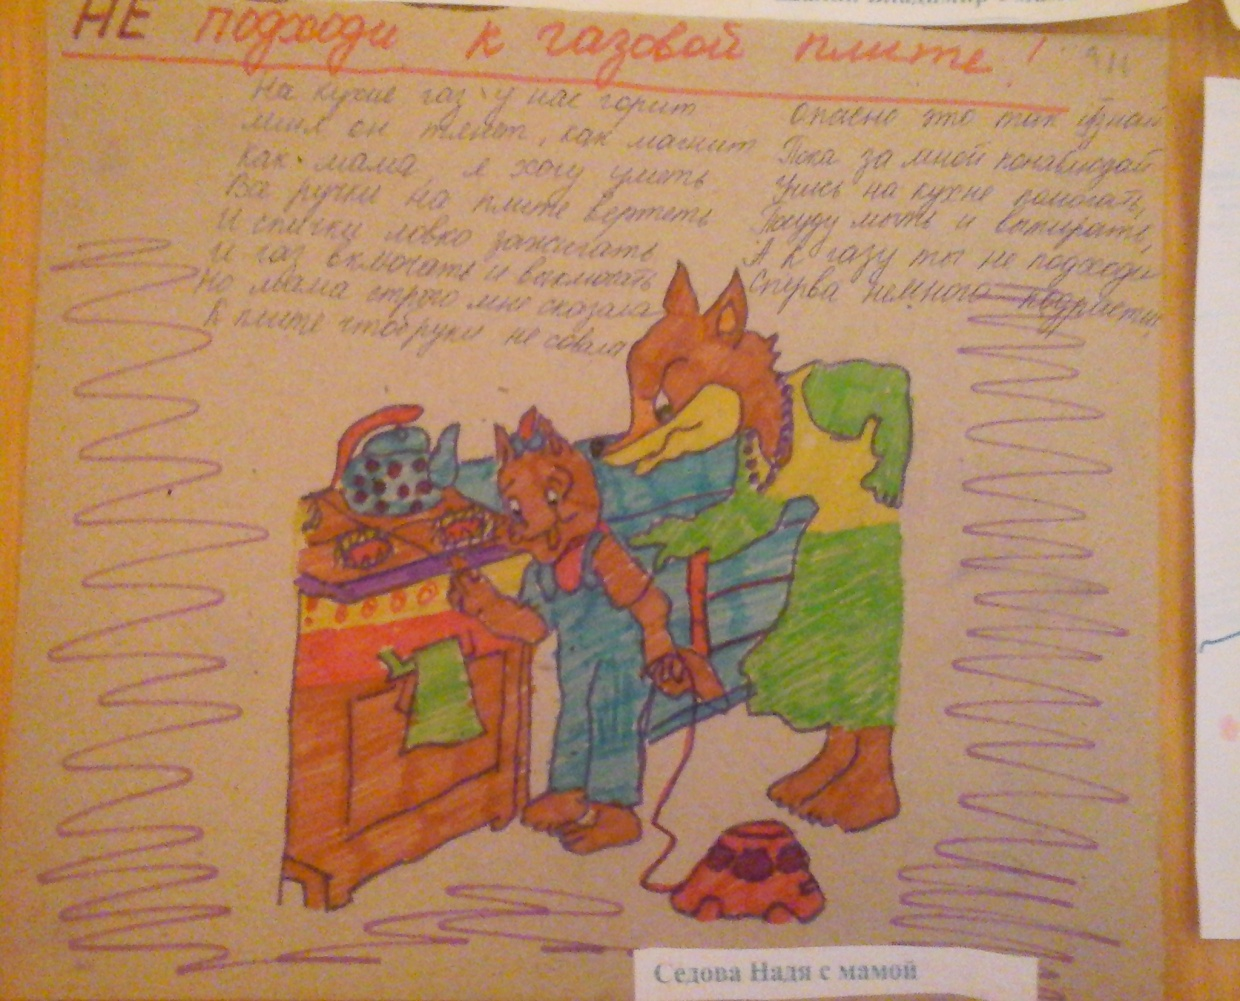 НЕ подходи к газовой плите!
На кухне газ у нас горит
меня он тянет, как магнит
Как мама я хочу уметь
Все ручки на плите вертеть
И спички ловко зажигать
И газ включать и выключать
Но мама строго мне сказала
К плите чтоб руки не совала
Опасно это так и знай
Пока за мной понаблюдай
Учись на кухне помогать,
Посуду мыть и вытирать,
А к газу ты не подходи
Сперва немного подрасти
Седова Надя с мамой